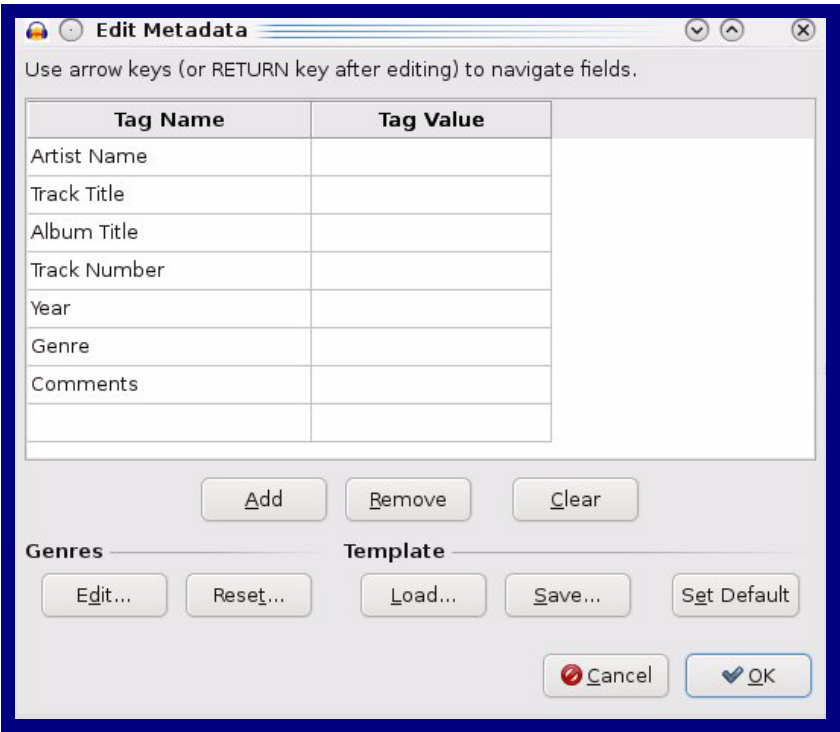 Edit Metadata
Use arrow keys (or RETURN key after editing) to navigate fields.
Tag Name Tag Value
Artist Name
Track Title
Album Title
Track Number
Year
Genre
Comments
Add Remove Clear
Genres Template
Edit... Reset... Load... Save... Set Default
Cancel OK